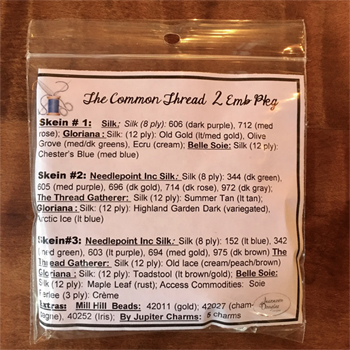 The Common Thread 2 Emb Pkg
Skein # 1: Silk: Silk (8 ply): 606 (dark purple), 712 (med
rose); Gloriana : Silk: (12 ply): Old Gold (lt/med gold), Olive
Grove (med/dk green), Ecru (cream); Belle Soie: Silk (12 ply):
Chester's Blue (med blue)
Skein #2: Needlepoint Inc Silk: Silk (8 ply): 344 (dk green),
605 (med purple), 696 (dk gold), 714 (dk rose), 972 (dk gray);
The Thread Gatherer: Silk (12 ply): Summer Tan (lt tan);
Gloriana : Silk: (12 ply): Highland Garden Dark (variegated),
Arctic Ice (lt blue)
Skein#3: Needlepoint Inc Silk: Silk (8 ply): 152 (lt blue), 342
(med green), 603 (lt purple), 694 (med gold), 975 (dk brown) The
Thread Gatherer: Silk (12 ply): Old lace (cream/peach/brown)
Gloriana : Silk: (12 ply): Toadstool (lt brown/gold); Belle Soie:
Silk (12 ply): Maple Leaf (rust); Access Commodities: Soie
Perlee (3 ply) Crème
Extras: Mill Hill Beads: 42011 (gold); 42027 (cham-
pagne), 40252 (Iris); By Jupiter Charms: 5 charms